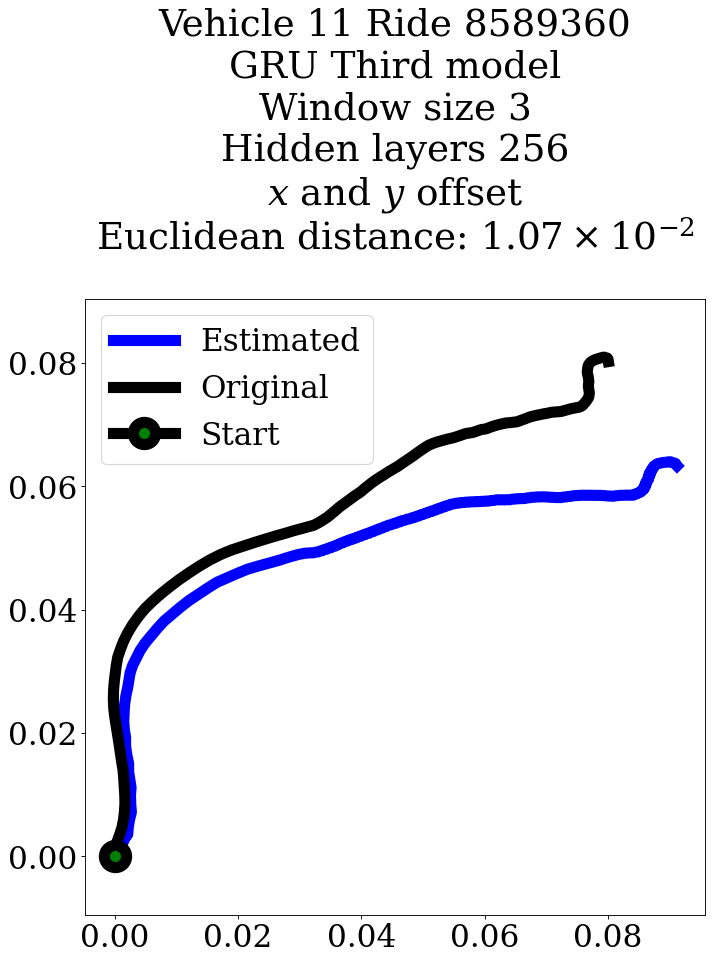 Vehicle 11 Ride 8589360
GRU Third model
Window size 3
Hidden layers 256
x and y offset
Euclidean distance: 1.07 × 10⁻²
Estimated
Original
Start
0.08
0.06
0.04
0.02
0.00
0.00 0.02 0.04 0.06 0.08